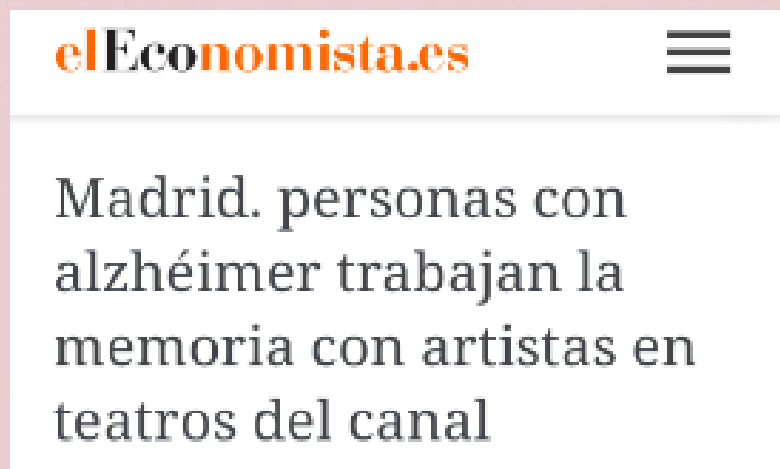 elEconomista.es
Madrid. personas con
alzhéimer trabajan la
memoria con artistas en
teatros del canal